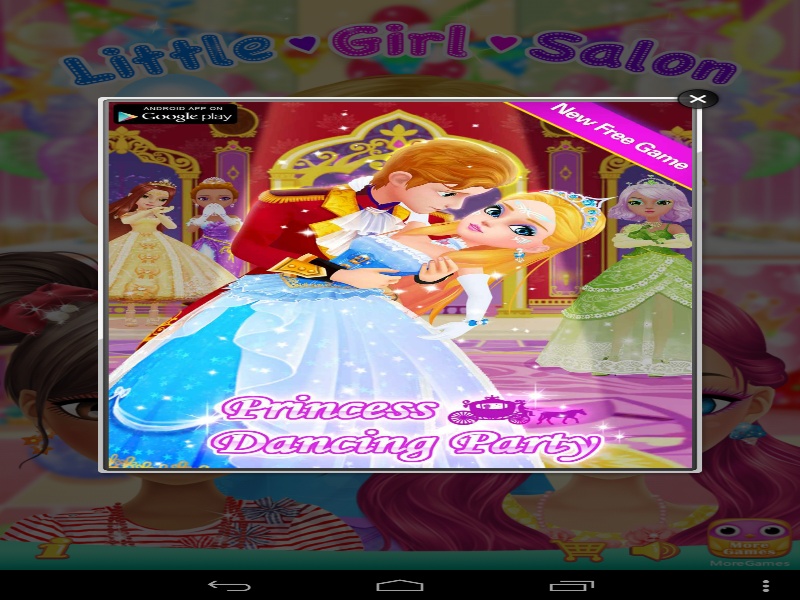 Little Girl Salon
ANDROID APP ON
Google play
New Free Game
Princess
Dancing Party
More
Games
MoreGames